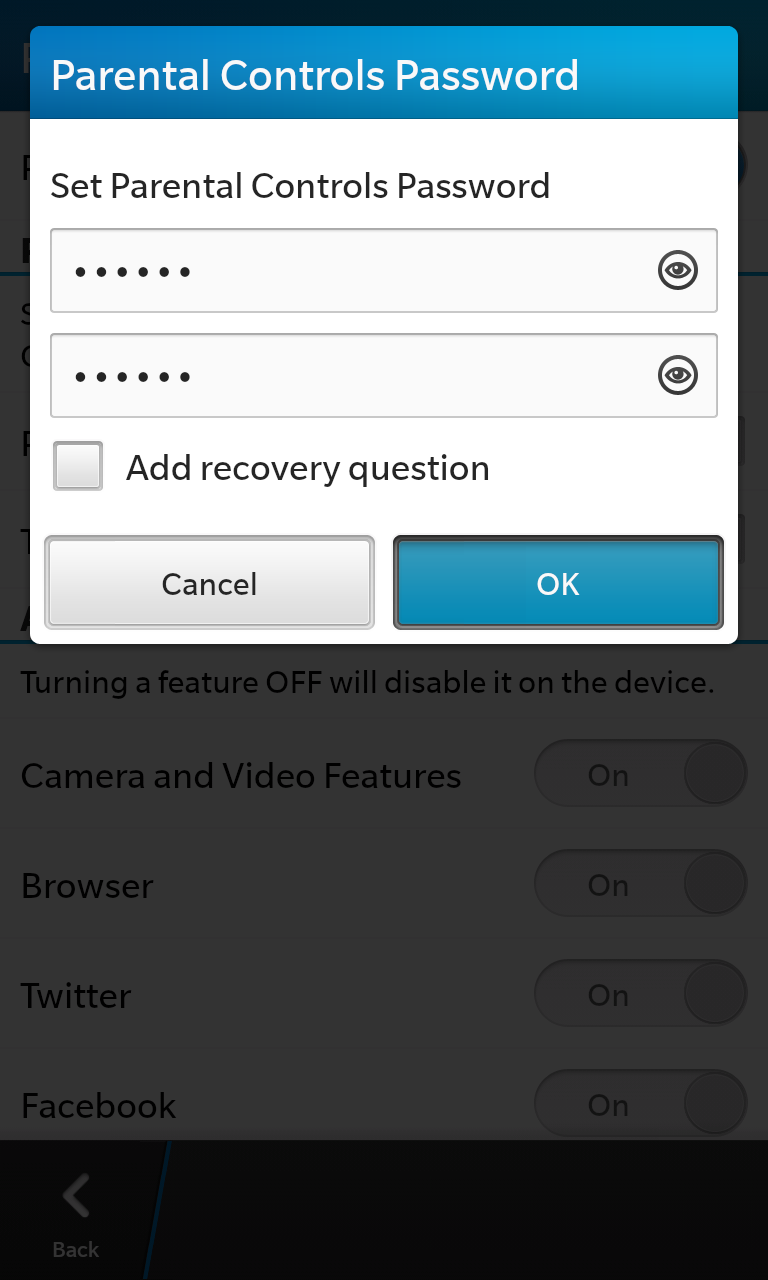 Parental Controls Password
Set Parental Controls Password
••••••
••••••
Add recovery question
Cancel
OK
Turning a feature OFF will disable it on the device.
Camera and Video Features
On
Browser
On
Twitter
On
Facebook
On
Back